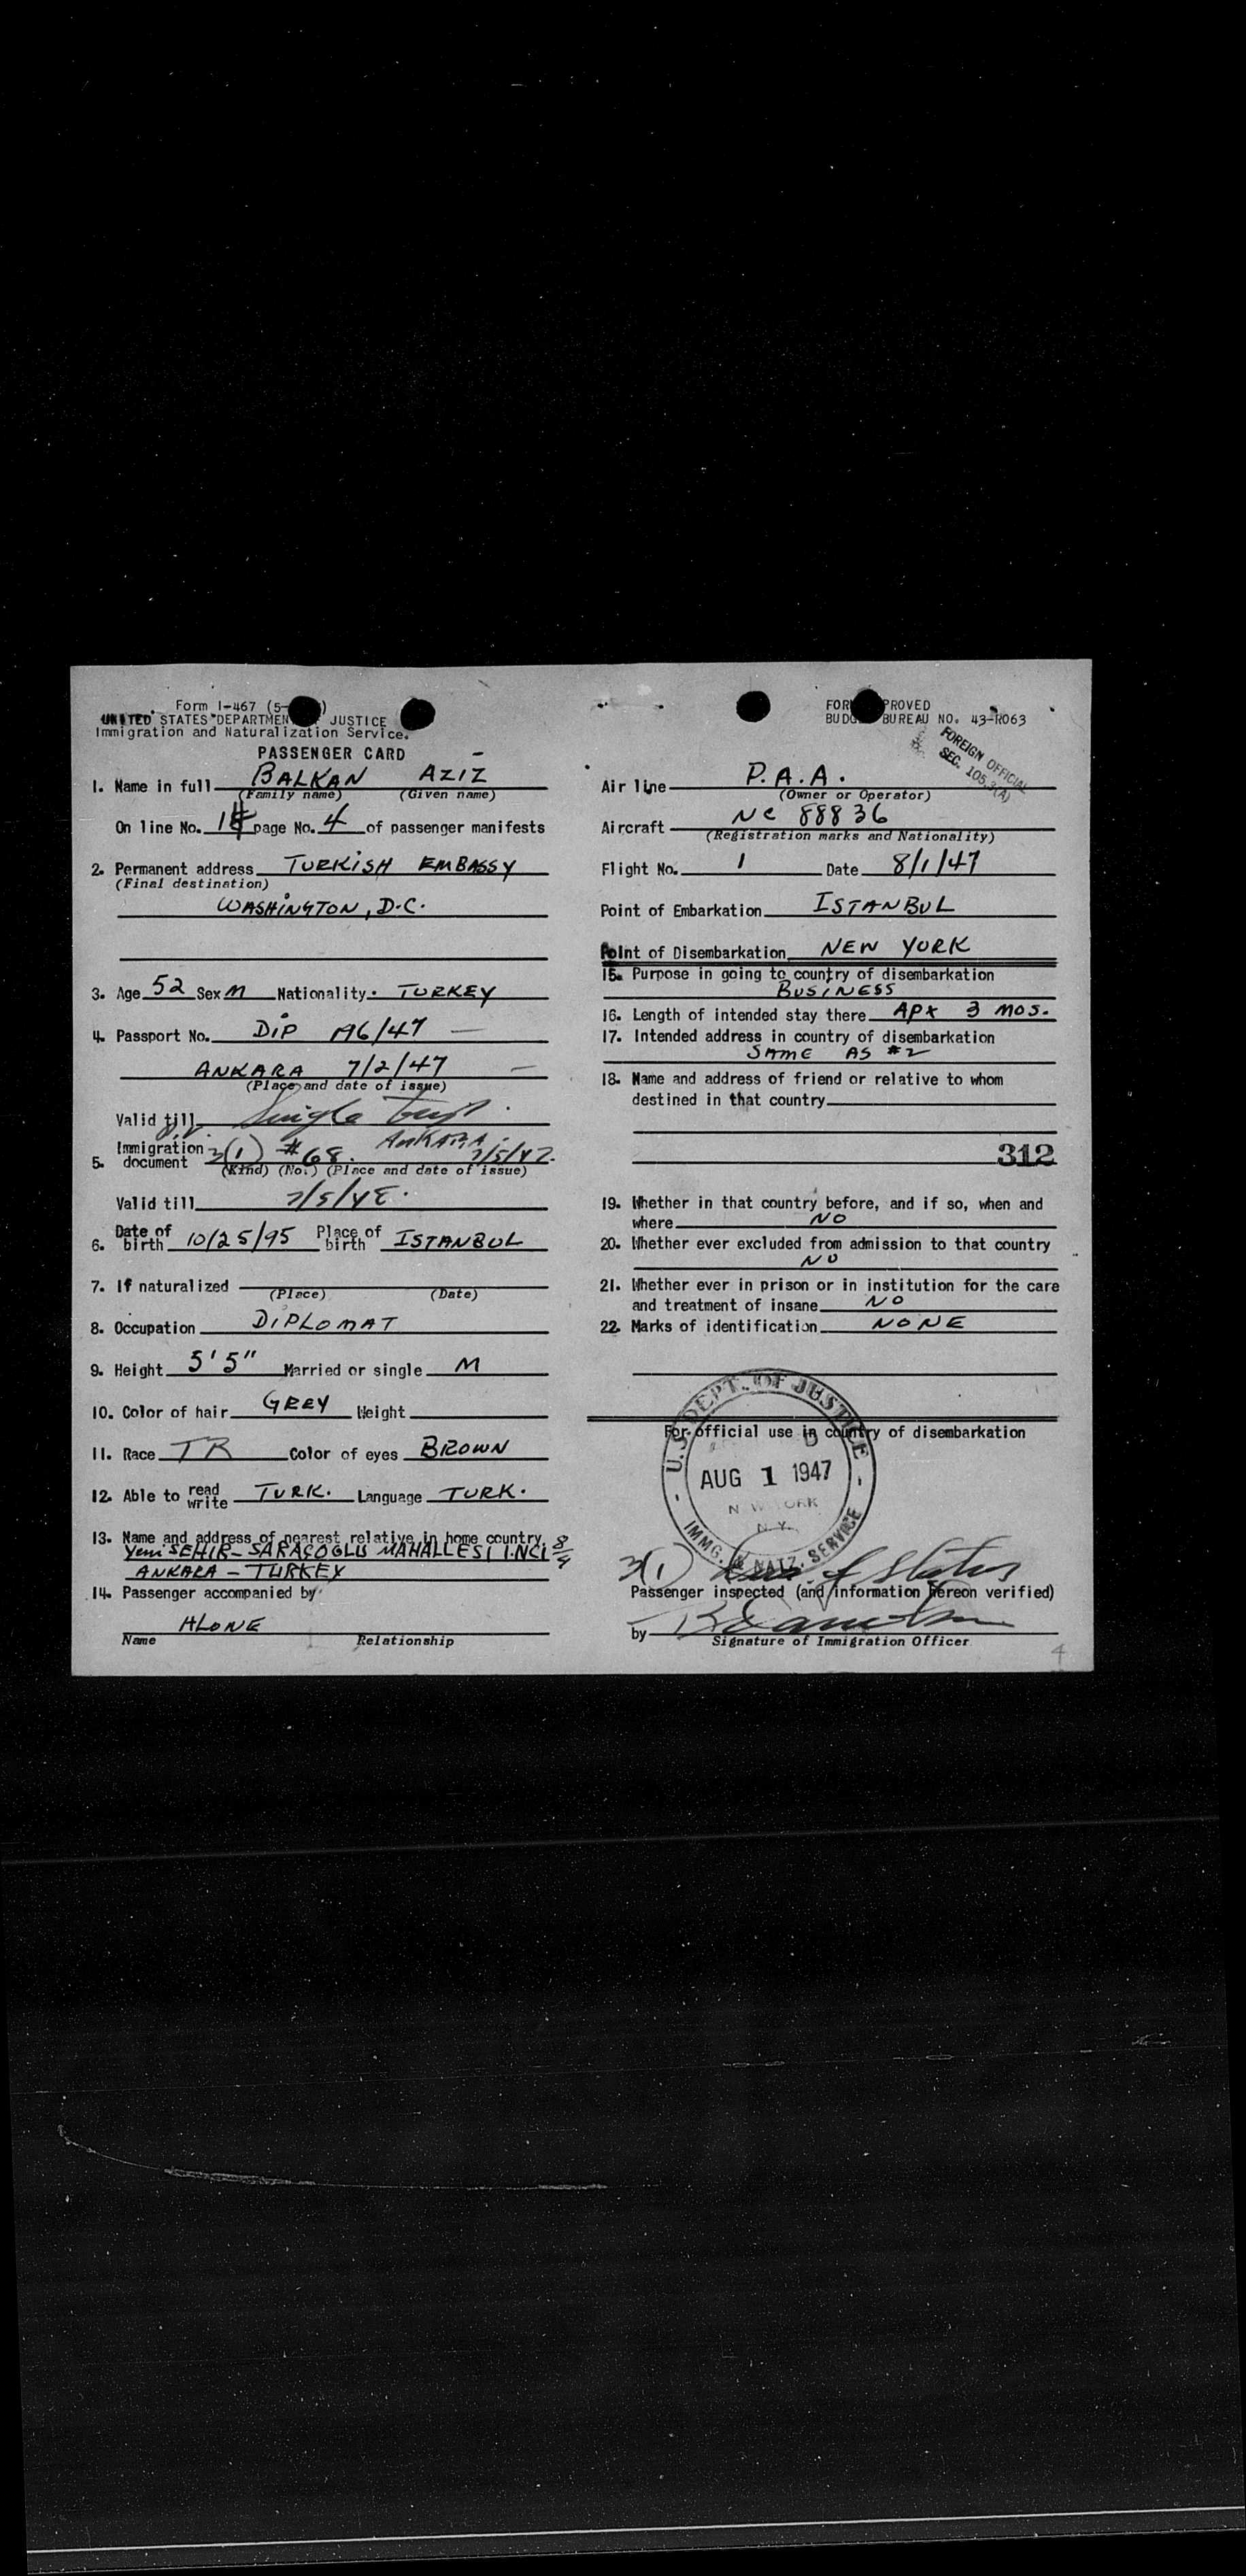 Form I-467 (5-
UNITED STATES DEPARTMEN JUSTICE
Immigration and Naturalization Service.
PASSENGER CARD
1. Name in full BALKAN AZIZ
(Family name) (Given name)
On line No. page No. 4 of passenger manifests
2. Permanent address TURKISH EMBASSY
(Final destination)
WASHINGTON, D.C.
3. Age 52 Sex M Nationality. TURKEY
4. Passport No. DIP 196/47
ANKARA 7/2/47
(Place and date of issue)
Valid till Single Trip.
5. Immigration document 3(1) #68. ANKARA. 7/5/47.
(Kind) (No.) (Place and date of issue)
Valid till 7/5/48.
6. Date of birth 10/25/95 Place of birth ISTANBUL
7. If naturalized
(Place) (Date)
8. Occupation DIPLOMAT
9. Height 5'5" Married or single M
10. Color of hair GREY Weight
11. Race TR Color of eyes BROWN
12. Able to read write TURK. Language TURK.
13. Name and address of nearest relative in home country
YeniSEHIR-SARAÇOGLU MAHALLESI INCI 8/4
ANKARA - TURKEY
14. Passenger accompanied by
ALONE
Name Relationship
FOR PROVED
BUDG BUREAU NO. 43-R063
FOREIGN OFFICIAL
SEC. 105.3(A)
Air line P.A.A.
(Owner or Operator)
Aircraft NC 88836
(Registration marks and Nationality)
Flight No. 1 Date 8/1/47
Point of Embarkation ISTANBUL
Point of Disembarkation NEW YORK
15. Purpose in going to country of disembarkation
BUSINESS
16. Length of intended stay there APX 3 MOS.
17. Intended address in country of disembarkation
SAME AS #2
18. Name and address of friend or relative to whom
destined in that country
312
19. Whether in that country before, and if so, when and
where NO
20. Whether ever excluded from admission to that country
NO
21. Whether ever in prison or in institution for the care
and treatment of insane NO
22. Marks of identification NONE
For official use in country of disembarkation
U.S. DEPT. OF JUSTICE
AUG 1 1947
NEW YORK
N.Y.
IMMG. & NATZ. SERVICE
3(1) of Status
Passenger inspected (and information hereon verified)
by
Signature of Immigration Officer
4